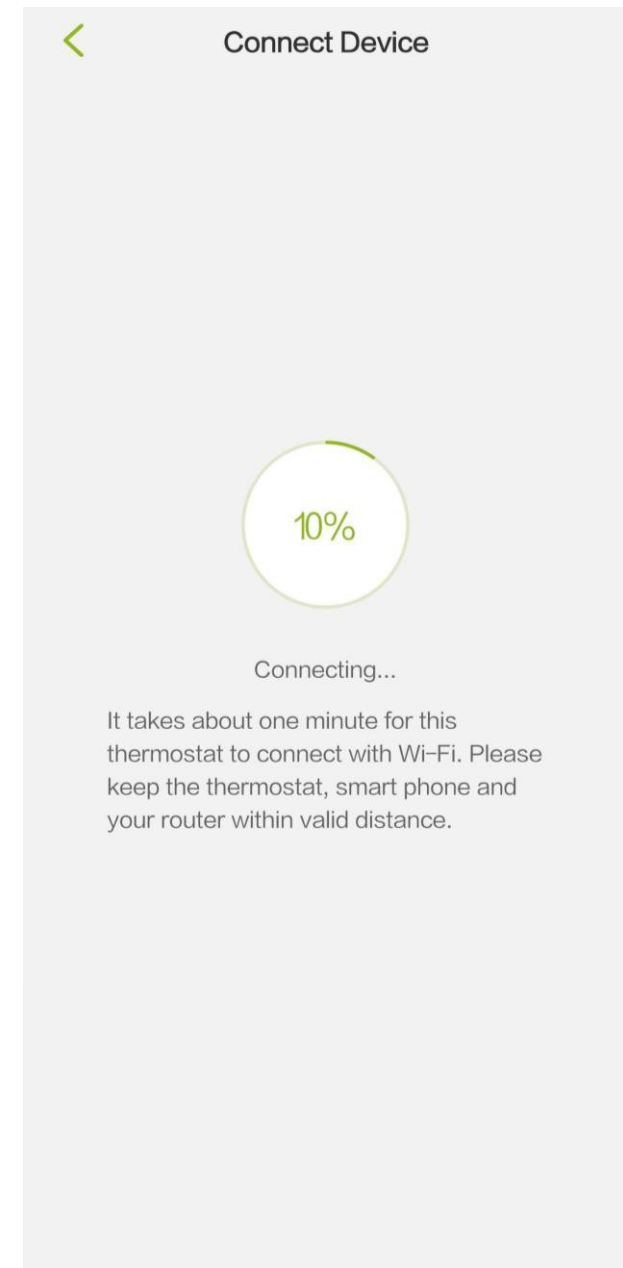 Connect Device
10%
Connecting...
It takes about one minute for this
thermostat to connect with Wi-Fi. Please
keep the thermostat, smart phone and
your router within valid distance.